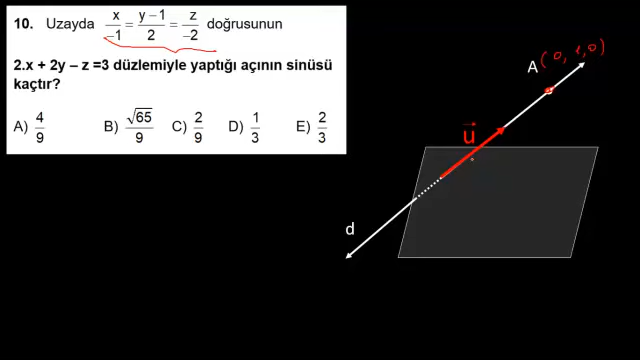 10. Uzayda x/-1 = y-1/2 = z/-2 doğrusunun
2.x + 2y – z =3 düzlemiyle yaptığı açının sinüsü
kaçtır?
A) 4/9 B) √65/9 C) 2/9 D) 1/3 E) 2/3
A (0, 1, 0)
u
d